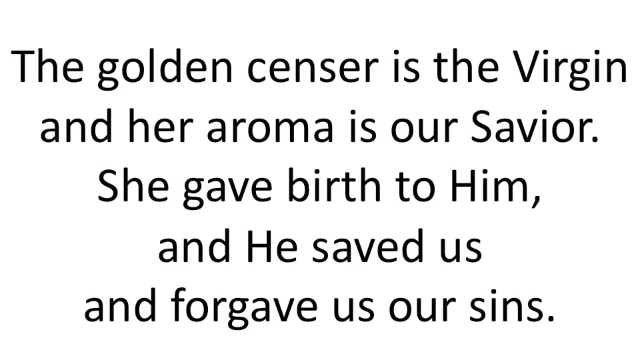 The golden censer is the Virgin
and her aroma is our Savior.
She gave birth to Him,
and He saved us
and forgave us our sins.